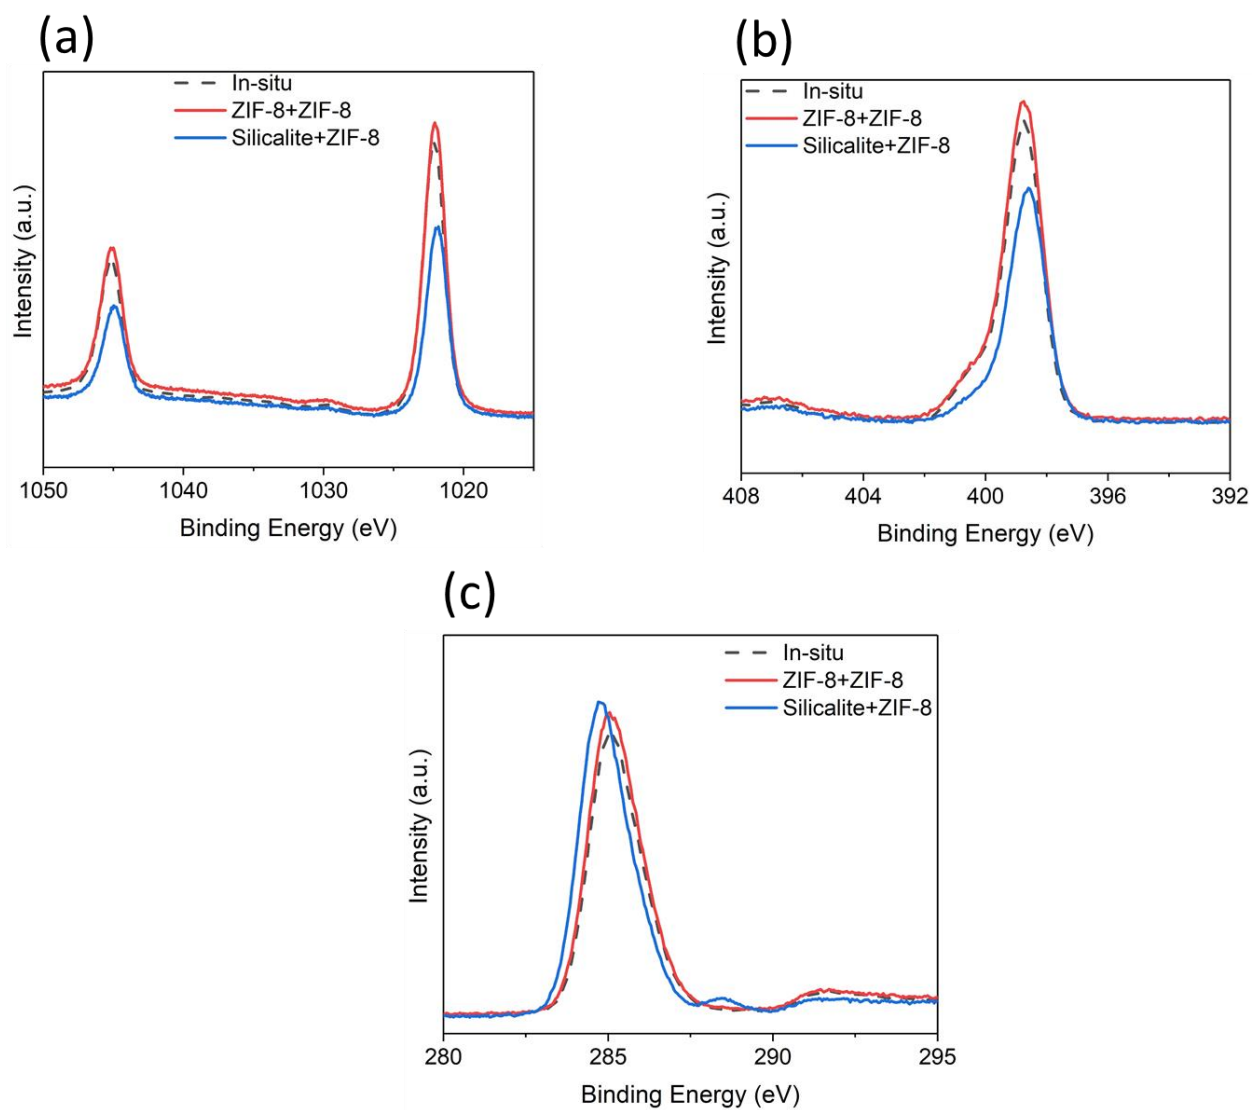 (a)
In-situ
ZIF-8+ZIF-8
Silicalite+ZIF-8
Intensity (a.u.)
1050 1040 1030 1020
Binding Energy (eV)
(b)
In-situ
ZIF-8+ZIF-8
Silicalite+ZIF-8
Intensity (a.u.)
408 404 400 396 392
Binding Energy (eV)
(c)
In-situ
ZIF-8+ZIF-8
Silicalite+ZIF-8
Intensity (a.u.)
280 285 290 295
Binding Energy (eV)